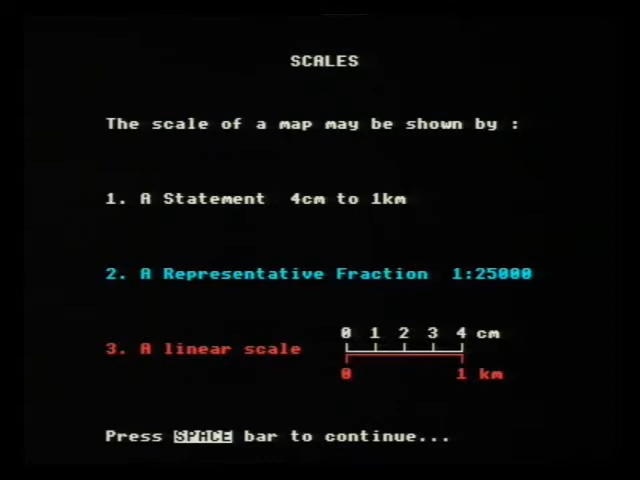 SCALES
The scale of a map may be shown by :
1. A Statement 4cm to 1km
2. A Representative Fraction 1:25000
0 1 2 3 4 cm
3. A linear scale
0 1 km
Press SPACE bar to continue...